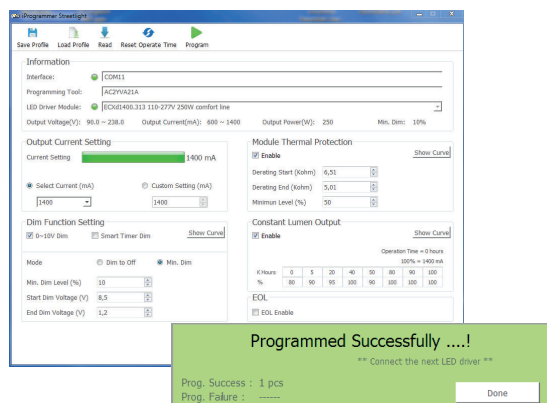 iProgrammer Streetlight
Save Profile Load Profile Read Reset Operate Time Program
Information
Interface: COM11
Programming Tool: AC2YVA21A
LED Driver Module: ECXd1400.313 110-277V 250W comfort line
Output Voltage(V): 90.0 ~ 238.0 Output Current(mA): 600 ~ 1400 Output Power(W): 250 Min. Dim: 10%
Output Current Setting
Current Setting 1400 mA
Select Current (mA) Custom Setting (mA)
1400 1400
Module Thermal Protection
Enable Show Curve
Derating Start (Kohm) 6,51
Derating End (Kohm) 5,01
Minimun Level (%) 50
Dim Function Setting
0~10V Dim Smart Timer Dim Show Curve
Mode Dim to Off Min. Dim
Min. Dim Level (%) 10
Start Dim Voltage (V) 8,5
End Dim Voltage (V) 1,2
Constant Lumen Output
Enable Show Curve
Operation Time = 0 hours
100% = 1400 mA
K Hours 0 5 20 40 50 80 90 100
% 80 90 95 100 90 100 100 100
EOL
EOL Enable
Programmed Successfully ....!
** Connect the next LED driver **
Prog. Success : 1 pcs
Prog. Failure : ------
Done